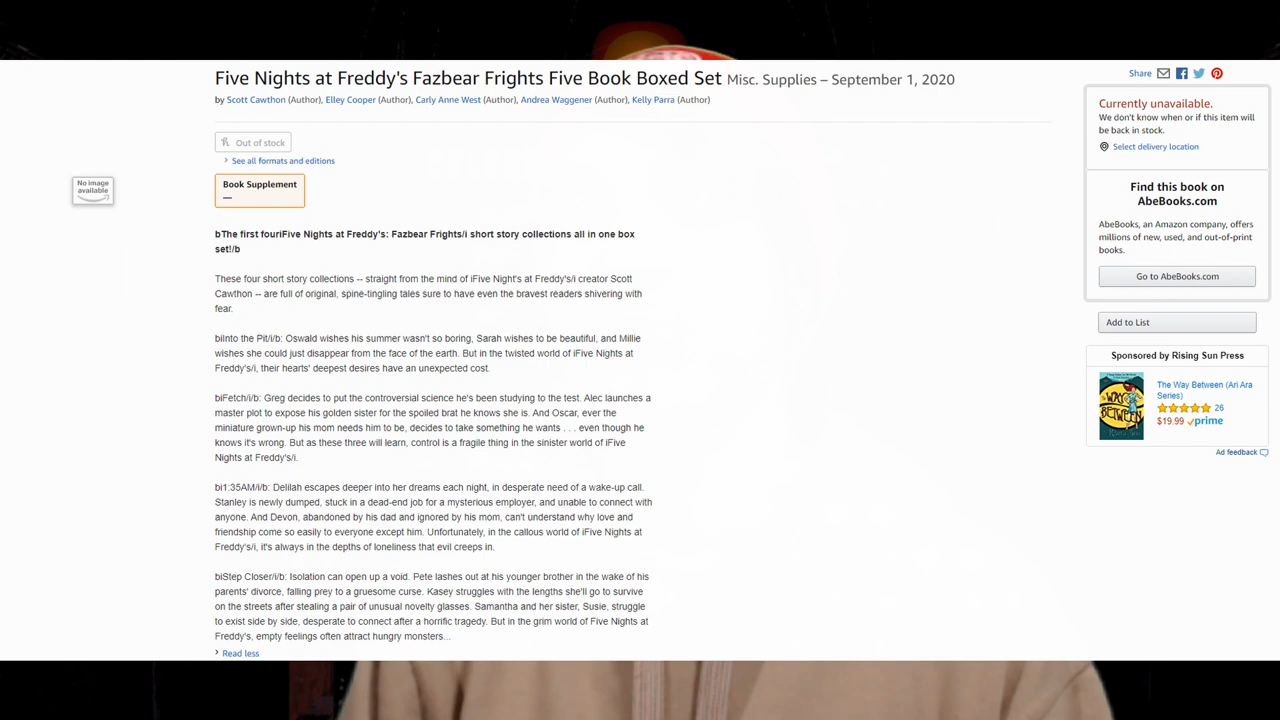 Five Nights at Freddy's Fazbear Frights Five Book Boxed Set Misc. Supplies – September 1, 2020
by Scott Cawthon (Author), Elley Cooper (Author), Carly Anne West (Author), Andrea Waggener (Author), Kelly Parra (Author)
Out of stock
See all formats and editions
No image
available
Book Supplement
—
bThe first fouriFive Nights at Freddy's: Fazbear Frights/i short story collections all in one box
set!/b
These four short story collections -- straight from the mind of iFive Night's at Freddy's/i creator Scott
Cawthon -- are full of original, spine-tingling tales sure to have even the bravest readers shivering with
fear.
biInto the Pit/i/b: Oswald wishes his summer wasn't so boring, Sarah wishes to be beautiful, and Millie
wishes she could just disappear from the face of the earth. But in the twisted world of iFive Nights at
Freddy's/i, their hearts' deepest desires have an unexpected cost.
biFetch/i/b: Greg decides to put the controversial science he's been studying to the test. Alec launches a
master plot to expose his golden sister for the spoiled brat he knows she is. And Oscar, ever the
miniature grown-up his mom needs him to be, decides to take something he wants . . . even though he
knows it's wrong. But as these three will learn, control is a fragile thing in the sinister world of iFive
Nights at Freddy's/i.
bi1:35AM/i/b: Delilah escapes deeper into her dreams each night, in desperate need of a wake-up call.
Stanley is newly dumped, stuck in a dead-end job for a mysterious employer, and unable to connect with
anyone. And Devon, abandoned by his dad and ignored by his mom, can't understand why love and
friendship come so easily to everyone except him. Unfortunately, in the callous world of iFive Nights at
Freddy's/i, it's always in the depths of loneliness that evil creeps in.
biStep Closer/i/b: Isolation can open up a void. Pete lashes out at his younger brother in the wake of his
parents' divorce, falling prey to a gruesome curse. Kasey struggles with the lengths she'll go to survive
on the streets after stealing a pair of unusual novelty glasses. Samantha and her sister, Susie, struggle
to exist side by side, desperate to connect after a horrific tragedy. But in the grim world of Five Nights at
Freddy's, empty feelings often attract hungry monsters...
Read less
Share
Currently unavailable.
We don't know when or if this item will
be back in stock.
Select delivery location
Find this book on
AbeBooks.com
AbeBooks, an Amazon company, offers
millions of new, used, and out-of-print
books.
Go to AbeBooks.com
Add to List
Sponsored by Rising Sun Press
WAY
BETWEEN
The Way Between (Ari Ara
Series)
26
$19.99 prime
Ad feedback